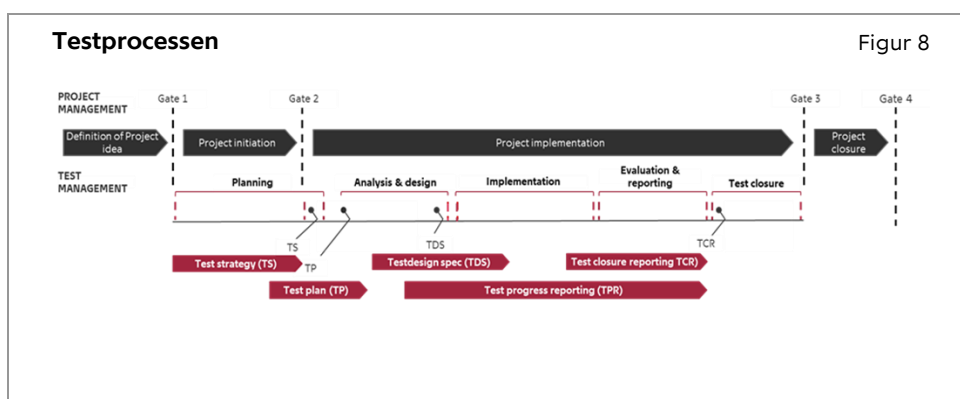 Testprocessen
Figur 8
PROJECT
MANAGEMENT
Gate 1
Gate 2
Gate 3
Gate 4
Definition of Project
idea
Project initiation
Project implementation
Project
closure
TEST
MANAGEMENT
Planning
Analysis & design
Implementation
Evaluation &
reporting
Test closure
TS
TP
TDS
TCR
Test strategy (TS)
Testdesign spec (TDS)
Test closure reporting TCR)
Test plan (TP)
Test progress reporting (TPR)